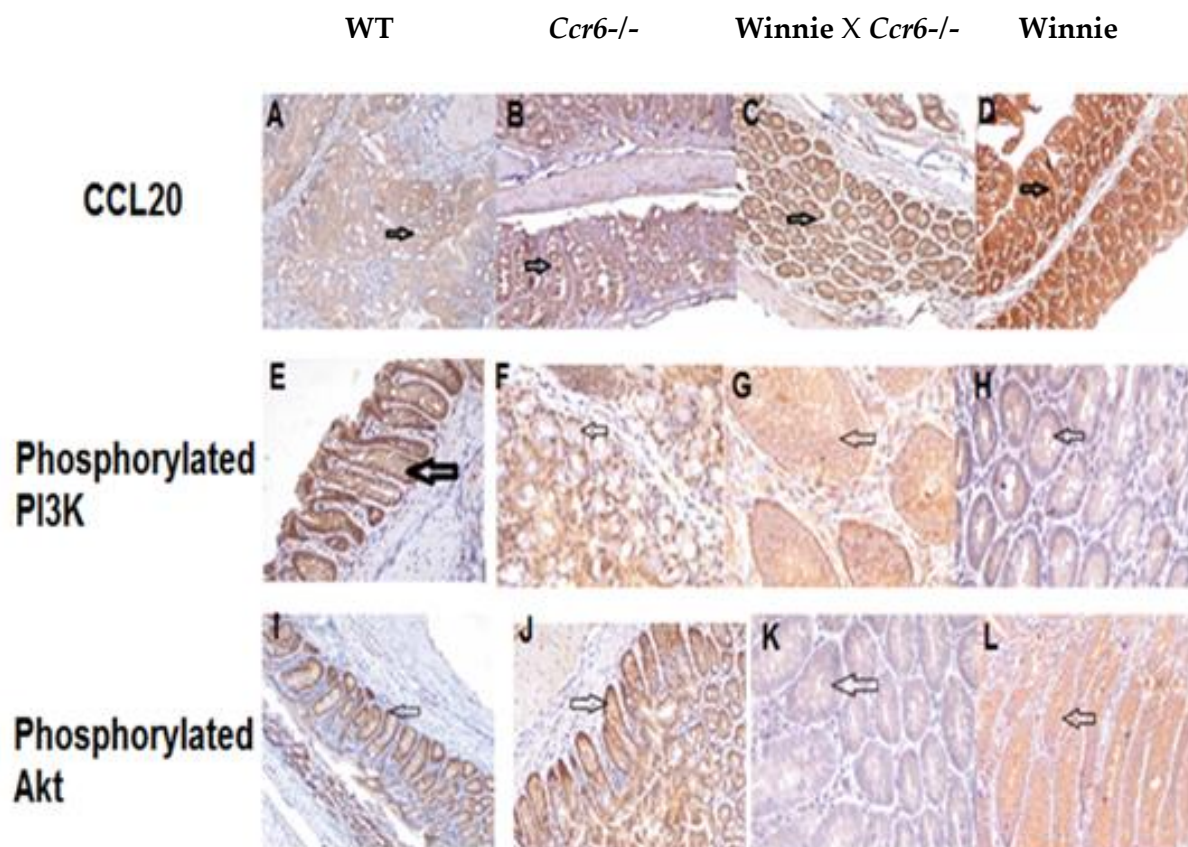 WT Ccr6-/- Winnie X Ccr6-/- Winnie
A B C D
CCL20
E F G H
Phosphorylated
PI3K
I J K L
Phosphorylated
Akt